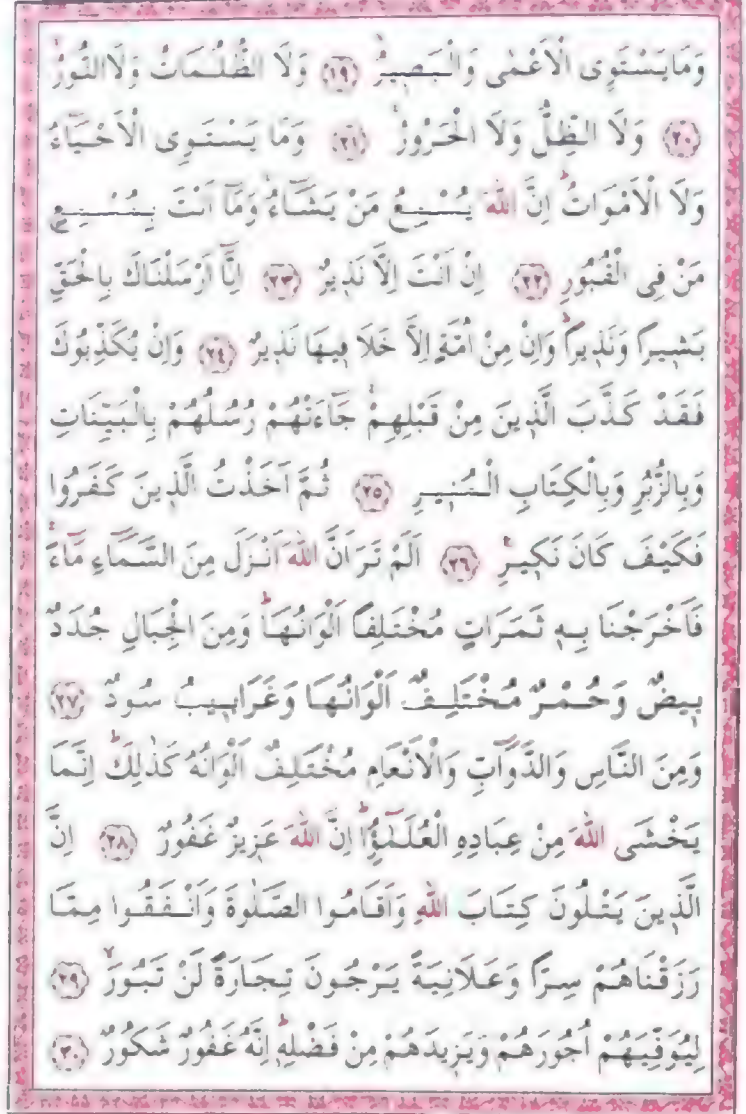 وَمَا يَسْتَوِى الْاَعْمٰى وَالْبَصِيرُۙ ﴿١٩﴾ وَلَا الظُّلُمَاتُ وَلَا النُّورُۙ
﴿٢٠﴾ وَلَا الظِّلُّ وَلَا الْحَرُورُۚ ﴿٢١﴾ وَمَا يَسْتَوِى الْاَحْيَٓاءُ
وَلَا الْاَمْوَاتُۜ اِنَّ اللّٰهَ يُسْمِعُ مَنْ يَشَٓاءُۚ وَمَٓا اَنْتَ بِمُسْمِعٍ
مَنْ فِى الْقُبُورِ ﴿٢٢﴾ اِنْ اَنْتَ اِلَّا نَذِيرٌ ﴿٢٣﴾ اِنَّٓا اَرْسَلْنَاكَ بِالْحَقِّ
بَشِيرًا وَنَذِيرًاۜ وَاِنْ مِنْ اُمَّةٍ اِلَّا خَلَا فِيهَا نَذِيرٌ ﴿٢٤﴾ وَاِنْ يُكَذِّبُوكَ
فَقَدْ كَذَّبَ الَّذِينَ مِنْ قَبْلِهِمْۚ جَٓاءَتْهُمْ رُسُلُهُمْ بِالْبَيِّنَاتِ
وَبِالزُّبُرِ وَبِالْكِتَابِ الْمُنِيرِ ﴿٢٥﴾ ثُمَّ اَخَذْتُ الَّذِينَ كَفَرُوا
فَكَيْفَ كَانَ نَكِيرِ۟ ﴿٢٦﴾ اَلَمْ تَرَ اَنَّ اللّٰهَ اَنْزَلَ مِنَ السَّمَٓاءِ مَٓاءًۚ
فَاَخْرَجْنَا بِهِ ثَمَرَاتٍ مُخْتَلِفًا اَلْوَانُهَاۜ وَمِنَ الْجِبَالِ جُدَدٌ
بِيضٌ وَحُمْرٌ مُخْتَلِفٌ اَلْوَانُهَا وَغَرَابِيبُ سُودٌ ﴿٢٧﴾
وَمِنَ النَّاسِ وَالدَّوَٓابِّ وَالْاَنْعَامِ مُخْتَلِفٌ اَلْوَانُهُ كَذٰلِكَۜ اِنَّمَا
يَخْشَى اللّٰهَ مِنْ عِبَادِهِ الْعُلَمٰٓؤُ۬اۜ اِنَّ اللّٰهَ عَزِيزٌ غَفُورٌ ﴿٢٨﴾ اِنَّ
الَّذِينَ يَتْلُونَ كِتَابَ اللّٰهِ وَاَقَامُوا الصَّلٰوةَ وَاَنْفَقُوا مِمَّا
رَزَقْنَاهُمْ سِرًّا وَعَلَانِيَةً يَرْجُونَ تِجَارَةً لَنْ تَبُورَۙ ﴿٢٩﴾
لِيُوَفِّيَهُمْ اُجُورَهُمْ وَيَزِيدَهُمْ مِنْ فَضْلِهِۜ اِنَّهُ غَفُورٌ شَكُورٌ ﴿٣٠﴾